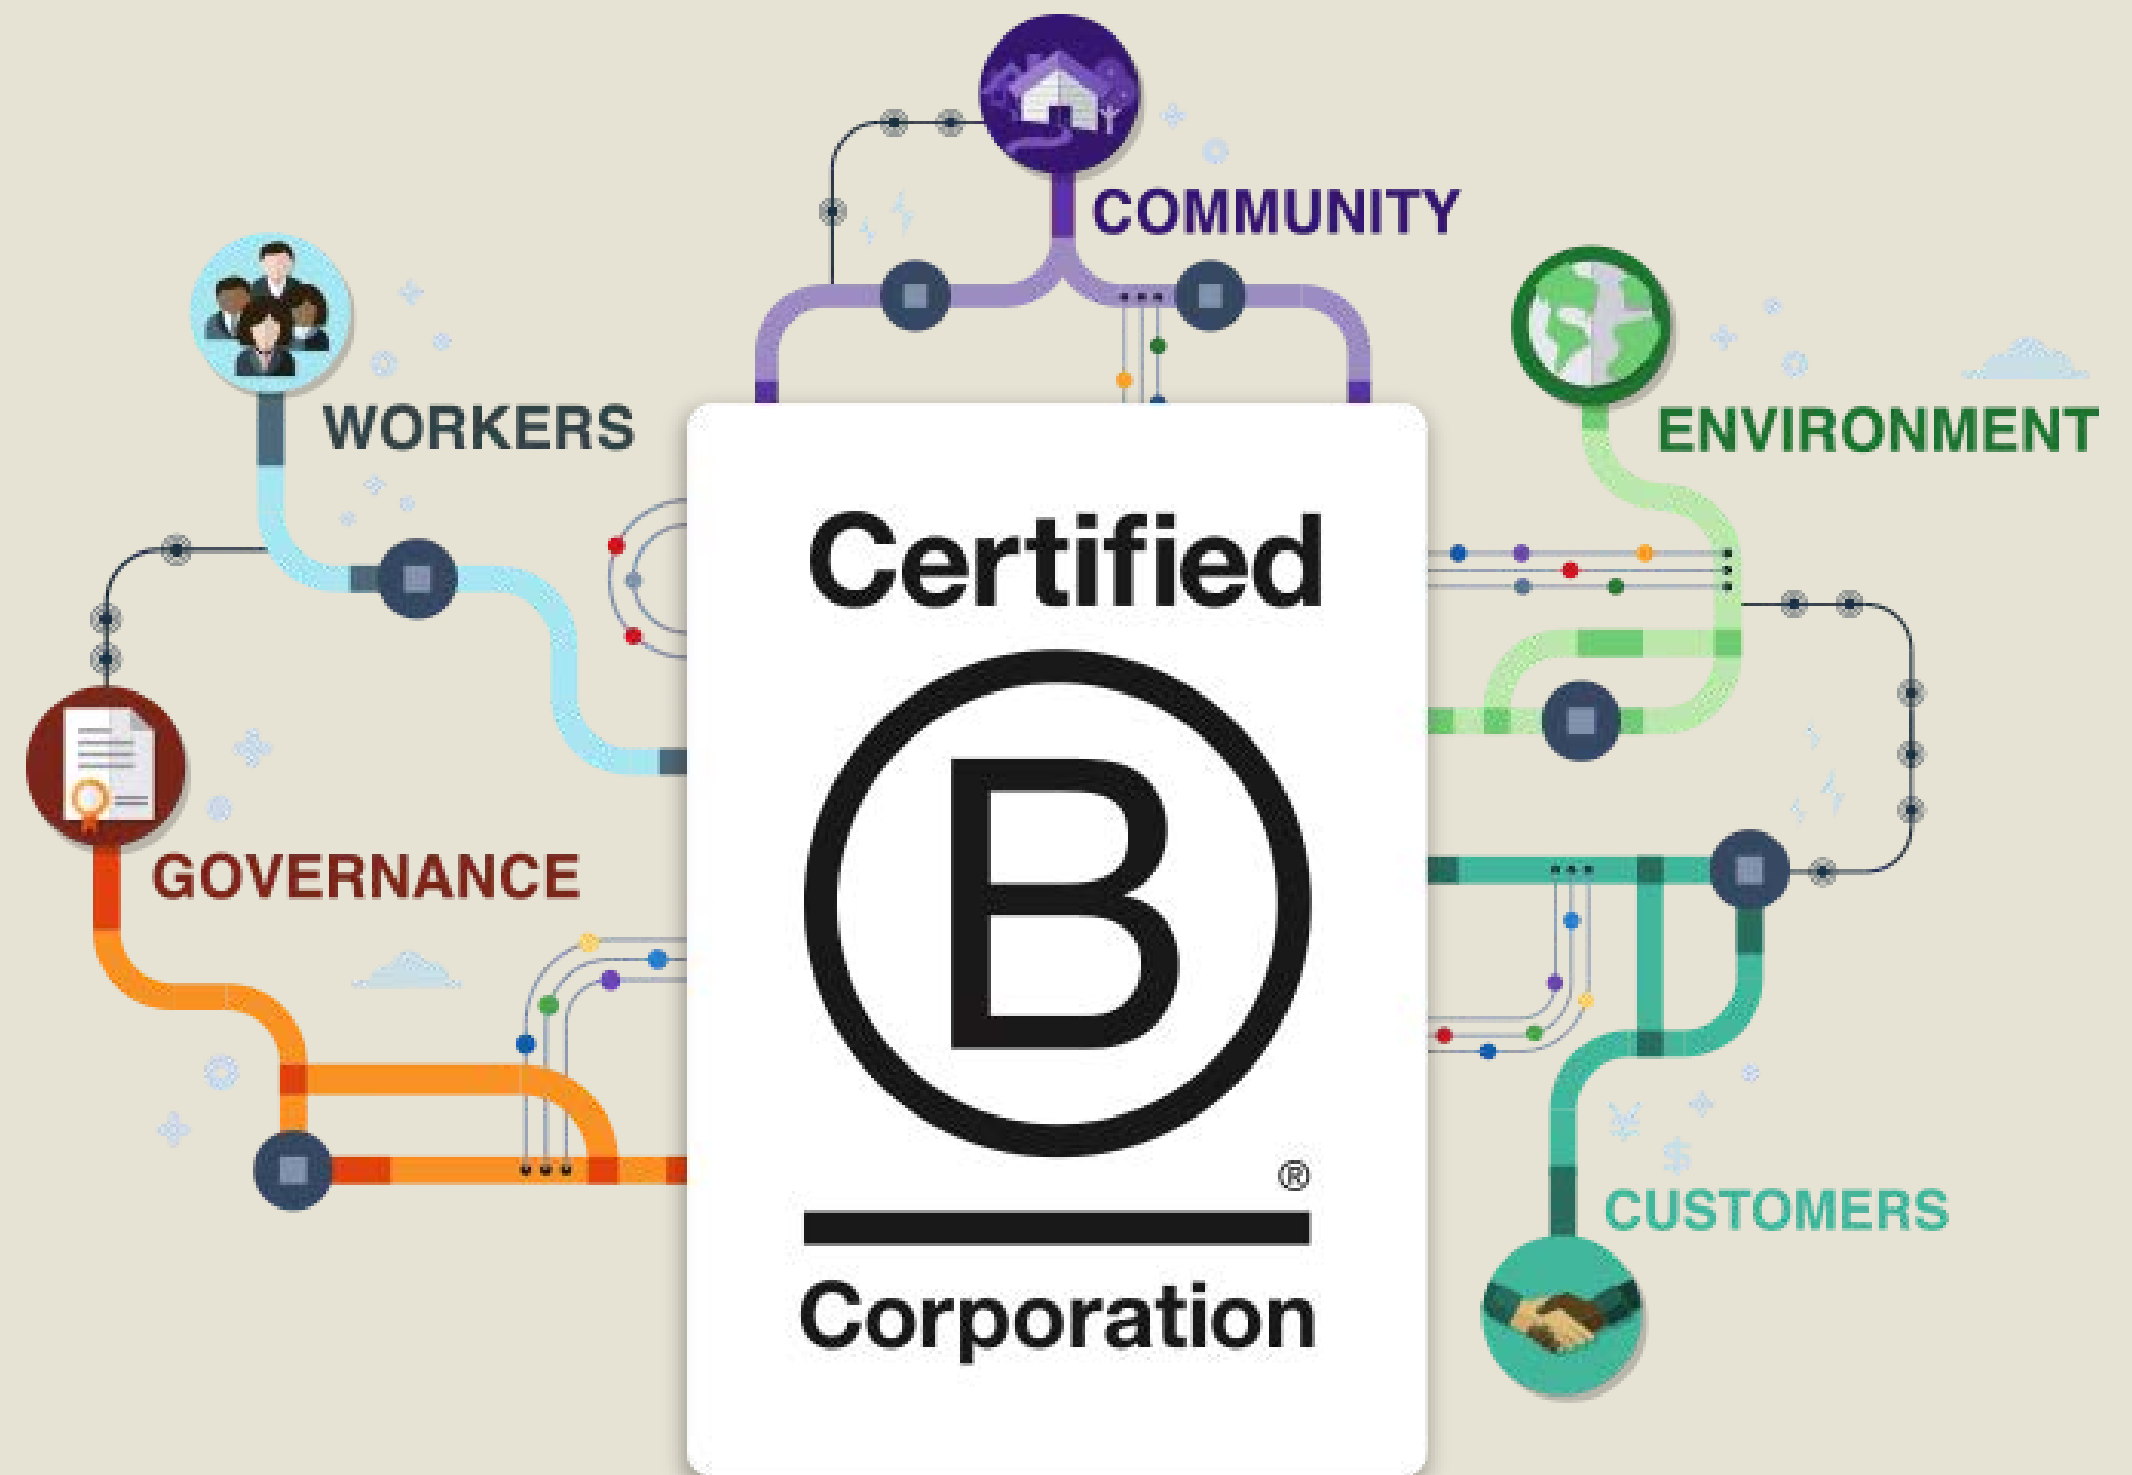 COMMUNITY
WORKERS
ENVIRONMENT
Certified
B
®
Corporation
GOVERNANCE
CUSTOMERS